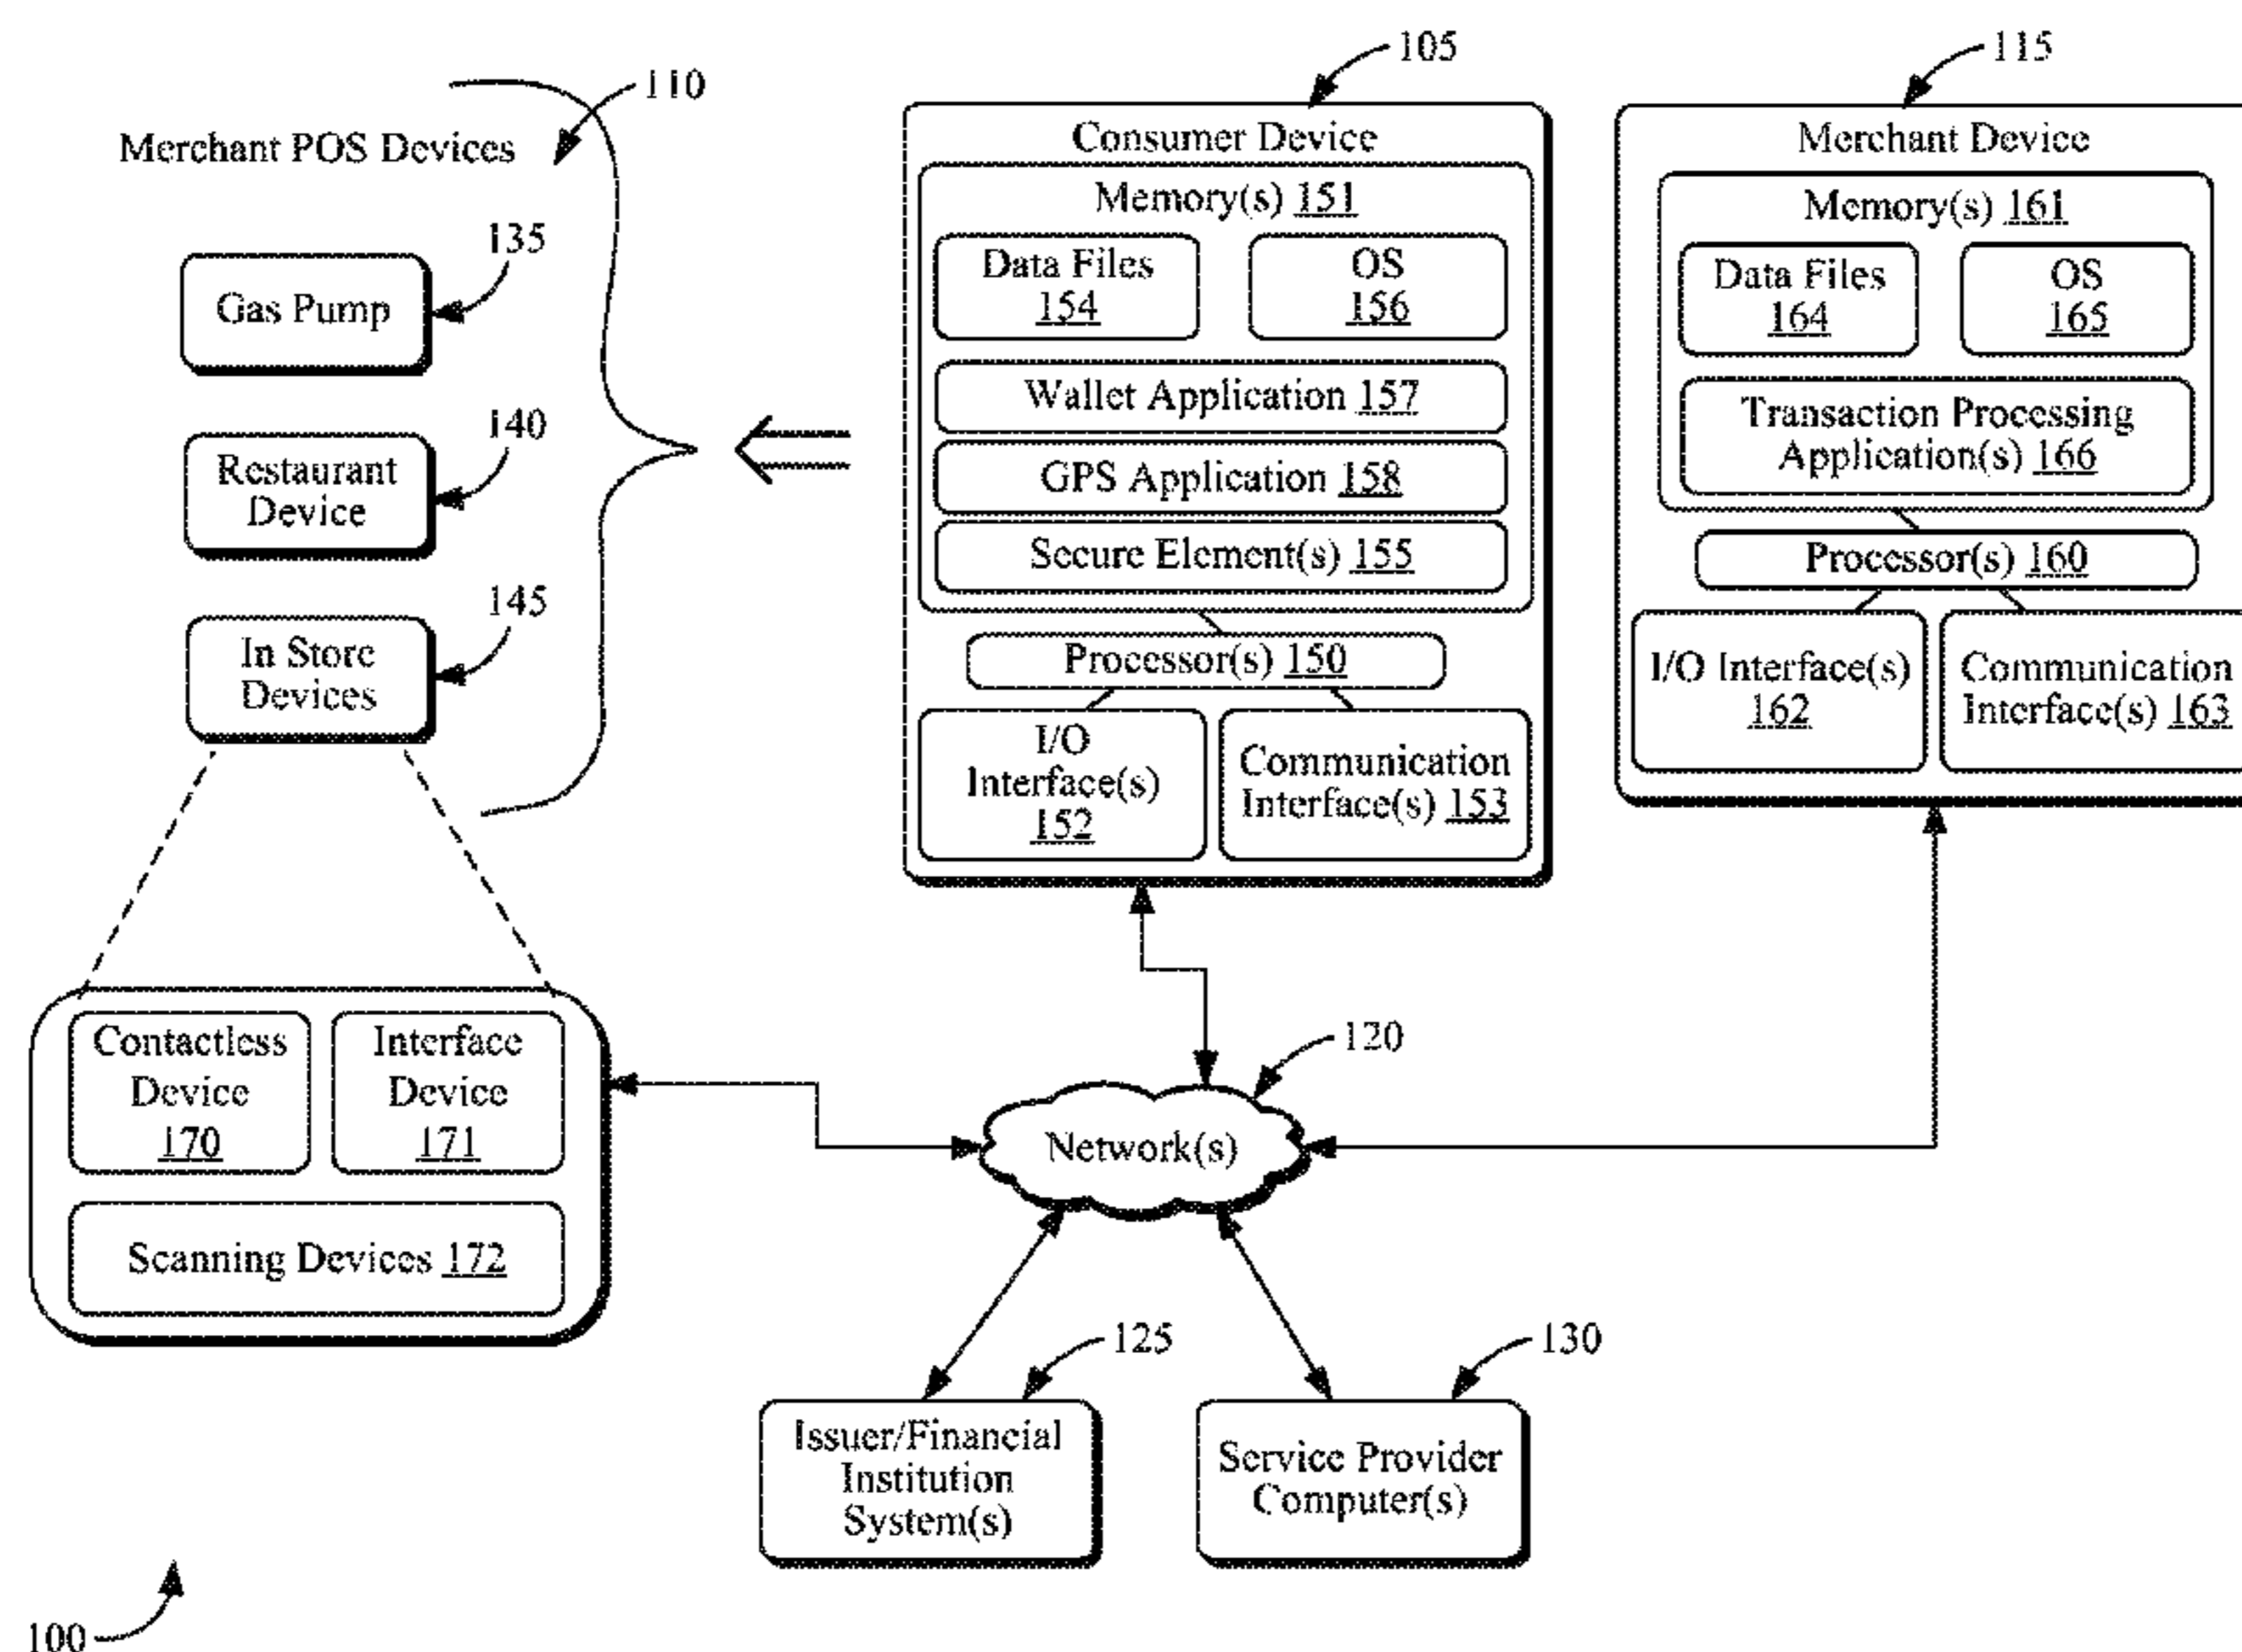 110
Merchant POS Devices
135
Gas Pump
140
Restaurant
Device
145
In Store
Devices
Contactless
Device
170
Interface
Device
171
Scanning Devices 172
105
Consumer Device
Memory(s) 151
Data Files
154
OS
156
Wallet Application 157
GPS Application 158
Secure Element(s) 155
Processor(s) 150
I/O
Interface(s)
152
Communication
Interface(s) 153
115
Merchant Device
Memory(s) 161
Data Files
164
OS
165
Transaction Processing
Application(s) 166
Processor(s) 160
I/O Interface(s)
162
Communication
Interface(s) 163
120
Network(s)
125
Issuer/Financial
Institution
System(s)
130
Service Provider
Computer(s)
100